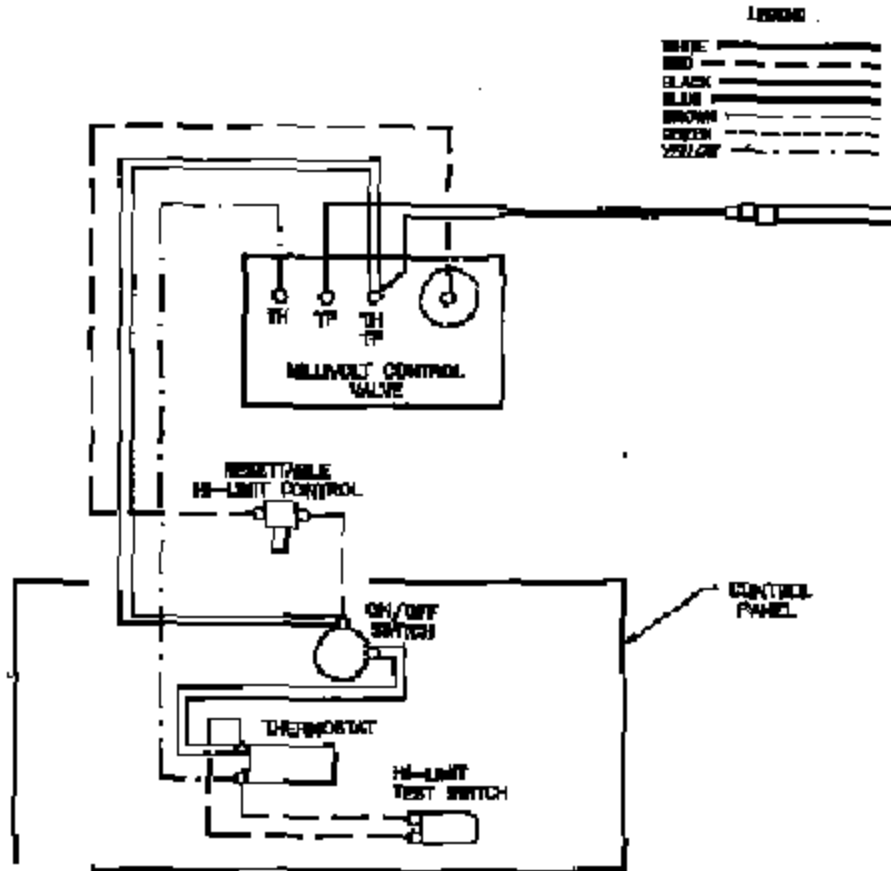 LEGEND
WHITE
RED
BLACK
BLUE
BROWN
GREEN
YELLOW
TH
TP
TH
TP
MILLIVOLT CONTROL
VALVE
RESETTABLE
HI-LIMIT CONTROL
CONTROL
PANEL
ON/OFF
SWITCH
THERMOSTAT
HI-LIMIT
TEST SWITCH